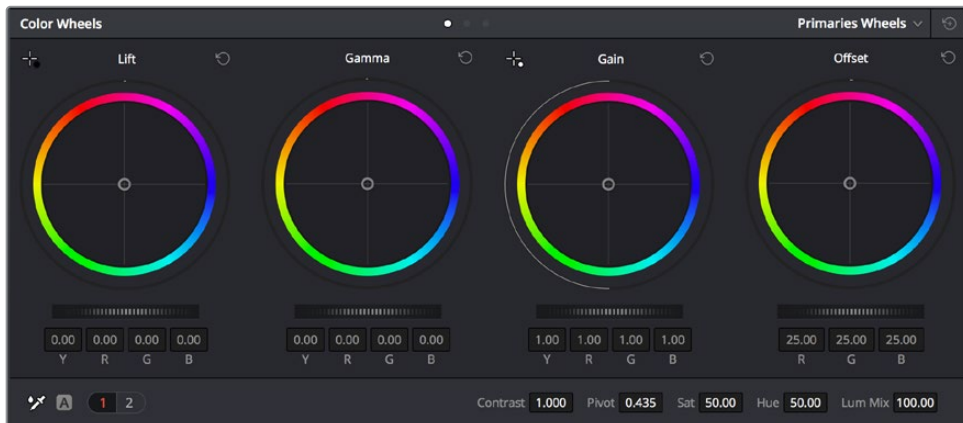 Color Wheels Primaries Wheels
Lift Gamma Gain Offset
0.00 0.00 0.00 0.00 0.00 0.00 0.00 0.00 1.00 1.00 1.00 1.00 25.00 25.00 25.00
Y R G B Y R G B Y R G B R G B
A 1 2 Contrast 1.000 Pivot 0.435 Sat 50.00 Hue 50.00 Lum Mix 100.00